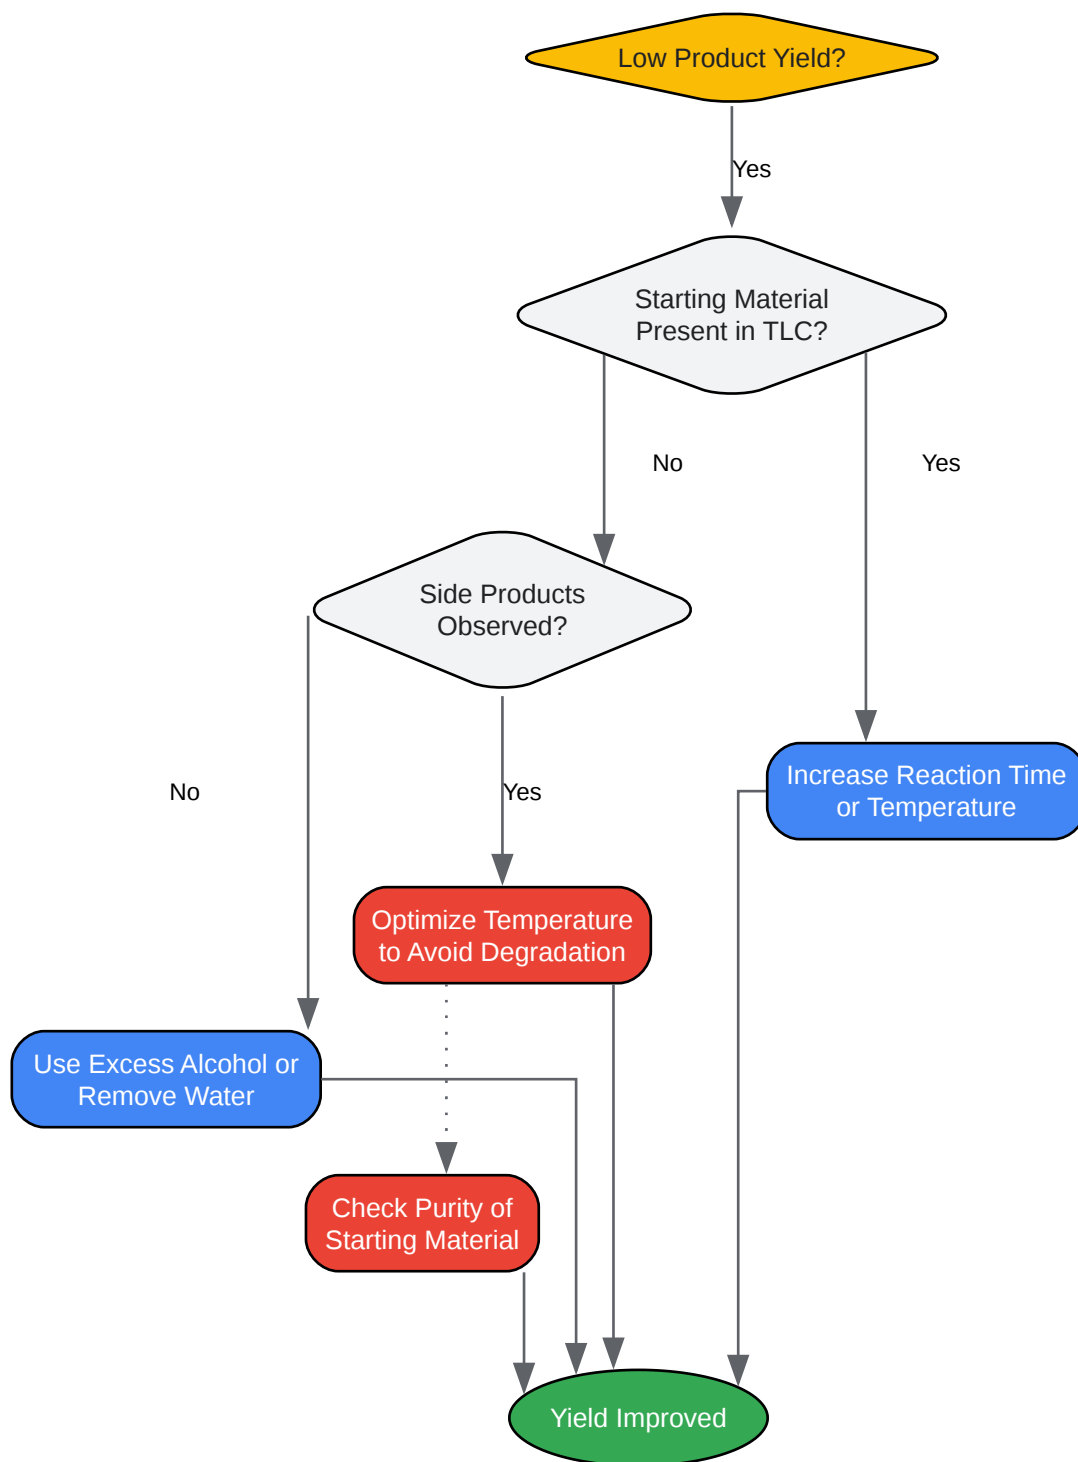 Low Product Yield?
Yes
Starting Material
Present in TLC?
No
Yes
Side Products
Observed?
Increase Reaction Time
or Temperature
No
Yes
Optimize Temperature
to Avoid Degradation
Use Excess Alcohol or
Remove Water
Check Purity of
Starting Material
Yield Improved